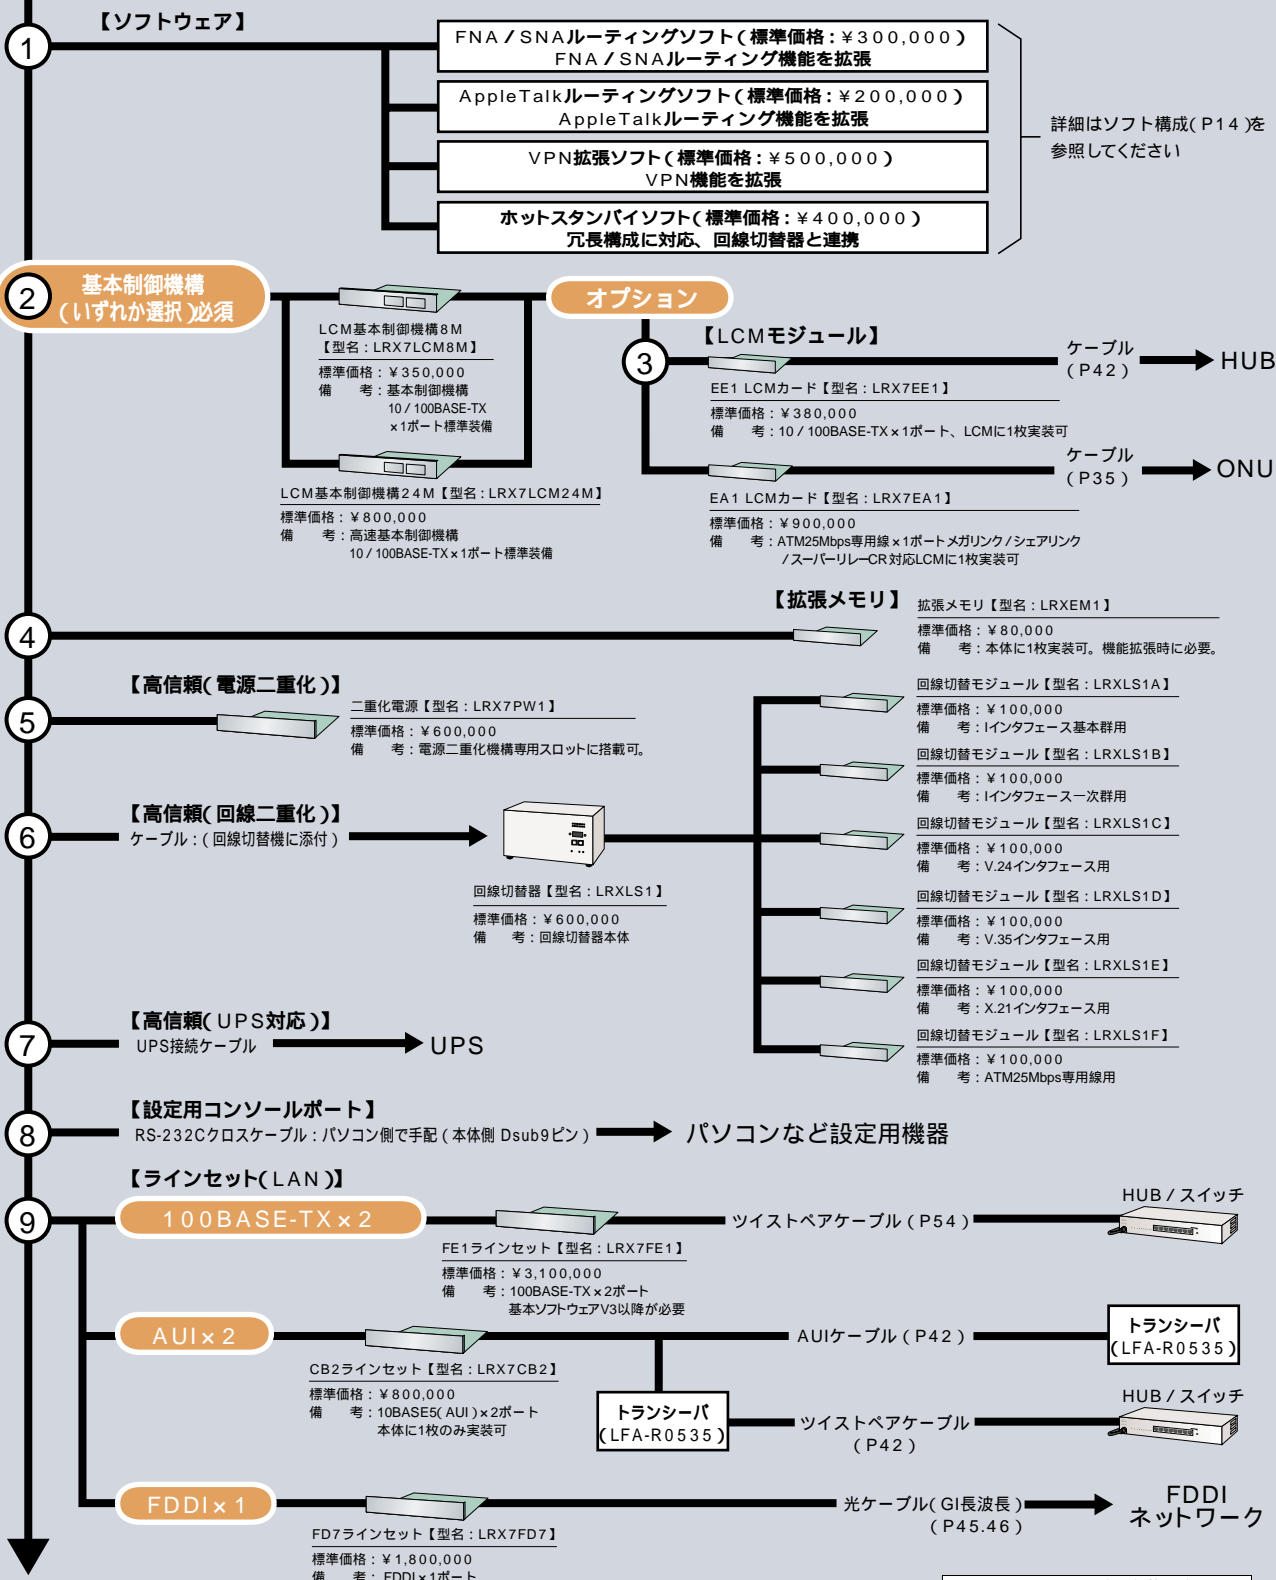 【ソフトウェア】
1
FNA/SNAルーティングソフト(標準価格:¥300,000)
FNA/SNAルーティング機能を拡張
AppleTalkルーティングソフト(標準価格:¥200,000)
AppleTalkルーティング機能を拡張
VPN拡張ソフト(標準価格:¥500,000)
VPN機能を拡張
ホットスタンバイソフト(標準価格:¥400,000)
冗長構成に対応、回線切替器と連携
詳細はソフト構成(P14)を
参照してください
2
基本制御機構
(いずれか選択)必須
LCM基本制御機構8M
【型名:LRX7LCM8M】
標準価格:¥350,000
備 考:基本制御機構
10/100BASE-TX
×1ポート標準装備
LCM基本制御機構24M【型名:LRX7LCM24M】
標準価格:¥800,000
備 考:高速基本制御機構
10/100BASE-TX×1ポート標準装備
オプション
3
【LCMモジュール】
EE1 LCMカード【型名:LRX7EE1】
標準価格:¥380,000
備 考:10/100BASE-TX×1ポート、LCMに1枚実装可
ケーブル
(P42)
HUB
EA1 LCMカード【型名:LRX7EA1】
標準価格:¥900,000
備 考:ATM25Mbps専用線×1ポートメガリンク/シェアリンク
/スーパーリレーCR対応LCMに1枚実装可
ケーブル
(P35)
ONU
4
【拡張メモリ】
拡張メモリ【型名:LRXEM1】
標準価格:¥80,000
備 考:本体に1枚実装可。機能拡張時に必要。
5
【高信頼(電源二重化)】
二重化電源【型名:LRX7PW1】
標準価格:¥600,000
備 考:電源二重化機構専用スロットに搭載可。
6
【高信頼(回線二重化)】
ケーブル:(回線切替機に添付)
回線切替器【型名:LRXLS1】
標準価格:¥600,000
備 考:回線切替器本体
回線切替モジュール【型名:LRXLS1A】
標準価格:¥100,000
備 考:Iインタフェース基本群用
回線切替モジュール【型名:LRXLS1B】
標準価格:¥100,000
備 考:Iインタフェース一次群用
回線切替モジュール【型名:LRXLS1C】
標準価格:¥100,000
備 考:V.24インタフェース用
回線切替モジュール【型名:LRXLS1D】
標準価格:¥100,000
備 考:V.35インタフェース用
回線切替モジュール【型名:LRXLS1E】
標準価格:¥100,000
備 考:X.21インタフェース用
回線切替モジュール【型名:LRXLS1F】
標準価格:¥100,000
備 考:ATM25Mbps専用線用
7
【高信頼(UPS対応)】
UPS接続ケーブル
UPS
8
【設定用コンソールポート】
RS-232Cクロスケーブル:パソコン側で手配(本体側 Dsub9ピン)
パソコンなど設定用機器
9
【ラインセット(LAN)】
100BASE-TX×2
FE1ラインセット【型名:LRX7FE1】
標準価格:¥3,100,000
備 考:100BASE-TX×2ポート
基本ソフトウェアV3以降が必要
ツイストペアケーブル(P54)
HUB/スイッチ
AUI×2
CB2ラインセット【型名:LRX7CB2】
標準価格:¥800,000
備 考:10BASE5(AUI)×2ポート
本体に1枚のみ実装可
AUIケーブル(P42)
トランシーバ
(LFA-R0535)
トランシーバ
(LFA-R0535)
ツイストペアケーブル
(P42)
HUB/スイッチ
FDDI×1
FD7ラインセット【型名:LRX7FD7】
標準価格:¥1,800,000
備 考:FDDI×1ポート
光ケーブル(GI長波長)
(P45.46)
FDDI
ネットワーク